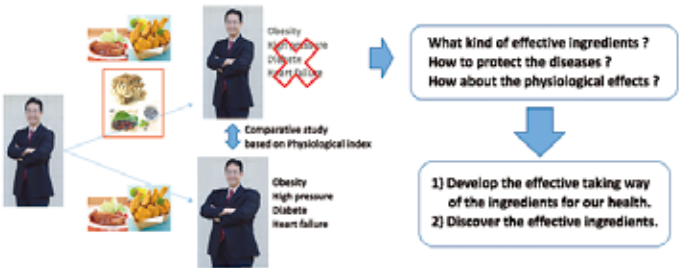 Obesity
High pressure
Diabete
Heart failure
Comparative study
based on Physiological index
Obesity
High pressure
Diabete
Heart failure
What kind of effective ingredients ?
How to protect the diseases ?
How about the physiological effects ?
1) Develop the effective taking way
of the ingredients for our health.
2) Discover the effective ingredients.